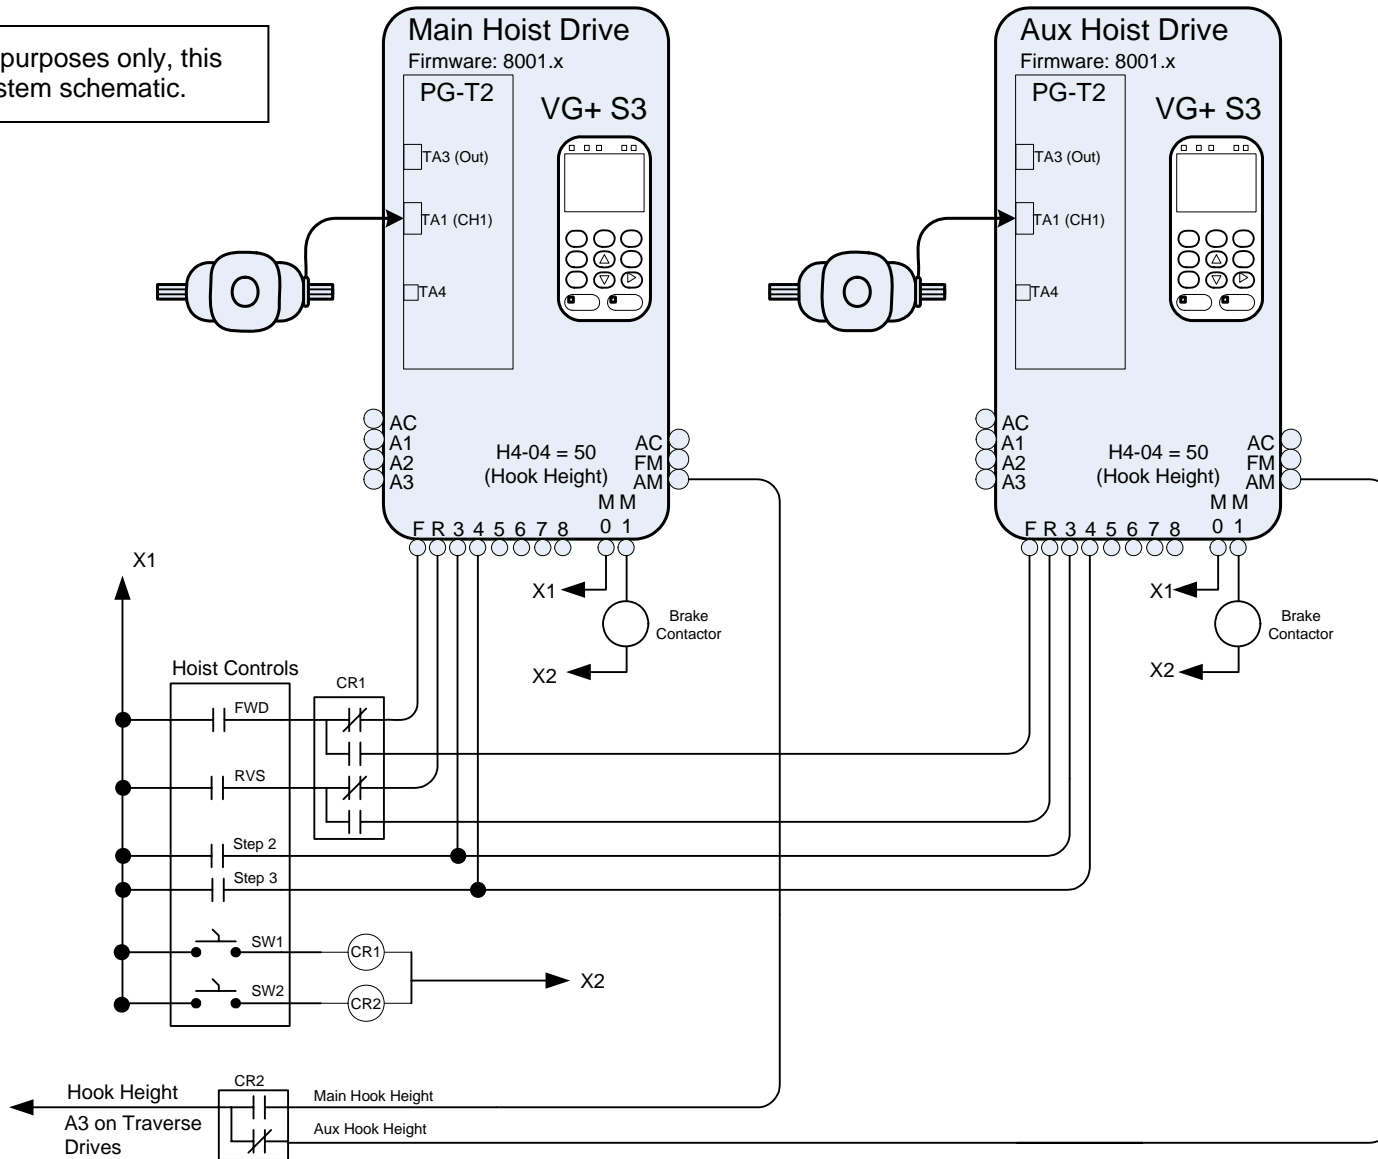 purposes only, this
stem schematic.
Main Hoist Drive
Firmware: 8001.x
PG-T2
VG+ S3
TA3 (Out)
TA1 (CH1)
TA4
AC
A1
A2
A3
H4-04 = 50
(Hook Height)
AC
FM
AM
M M
0 1
F R 3 4 5 6 7 8
X1
Brake
Contactor
X2
Aux Hoist Drive
Firmware: 8001.x
PG-T2
VG+ S3
TA3 (Out)
TA1 (CH1)
TA4
AC
A1
A2
A3
H4-04 = 50
(Hook Height)
AC
FM
AM
M M
0 1
F R 3 4 5 6 7 8
X1
Brake
Contactor
X2
X1
Hoist Controls
CR1
FWD
RVS
Step 2
Step 3
SW1
CR1
SW2
CR2
X2
Hook Height
A3 on Traverse
Drives
CR2
Main Hook Height
Aux Hook Height